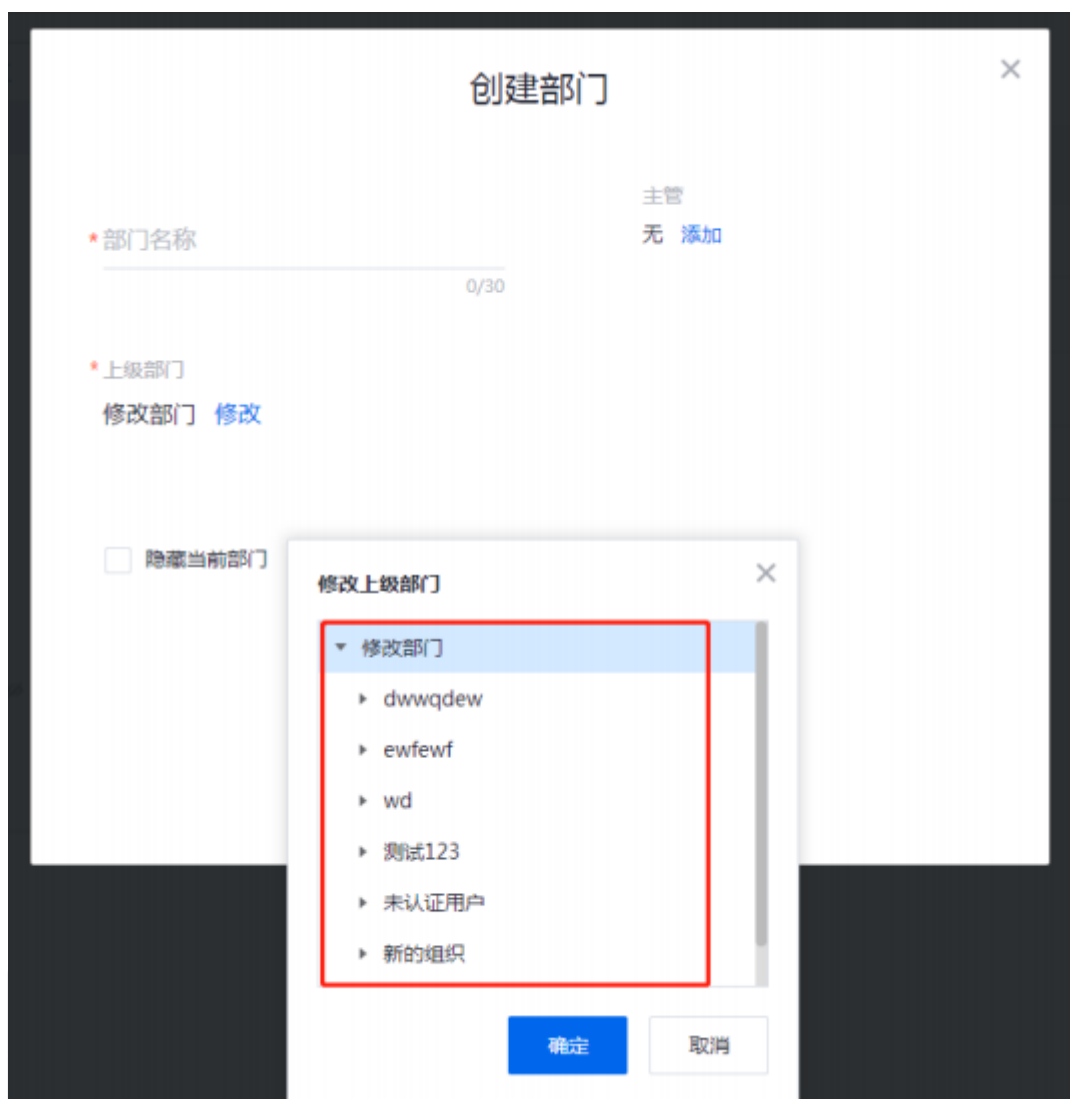 创建部门
主管
*部门名称
无 添加
0/30
*上级部门
修改部门 修改
隐藏当前部门
修改上级部门
修改部门
dwwqdew
ewfewf
wd
测试123
未认证用户
新的组织
确定 取消